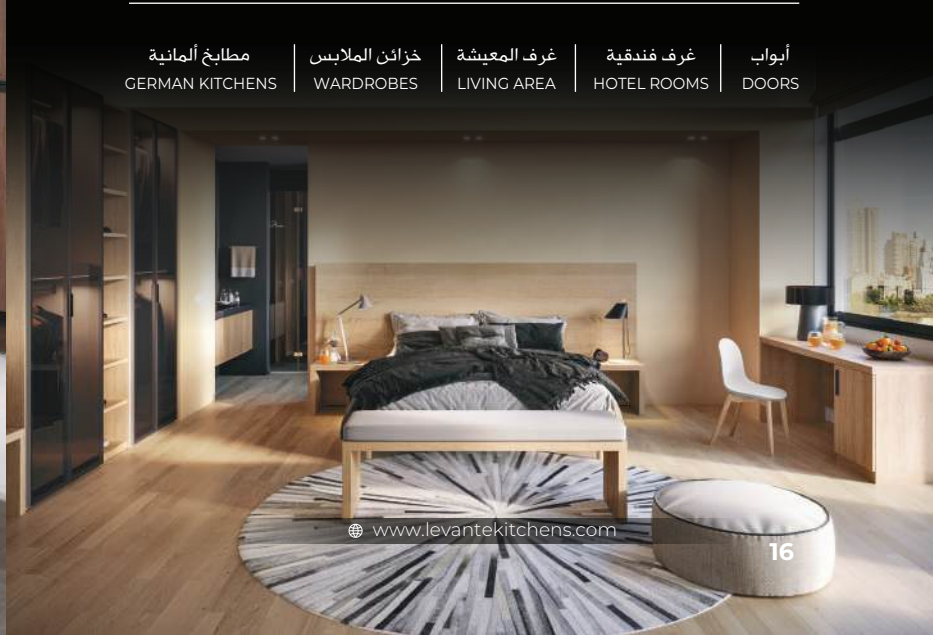 مطابخ ألمانية
GERMAN KITCHENS
خزائن الملابس
WARDROBES
غرف المعيشة
LIVING AREA
غرف فندقية
HOTEL ROOMS
أبواب
DOORS
www.levantekitchens.com
16